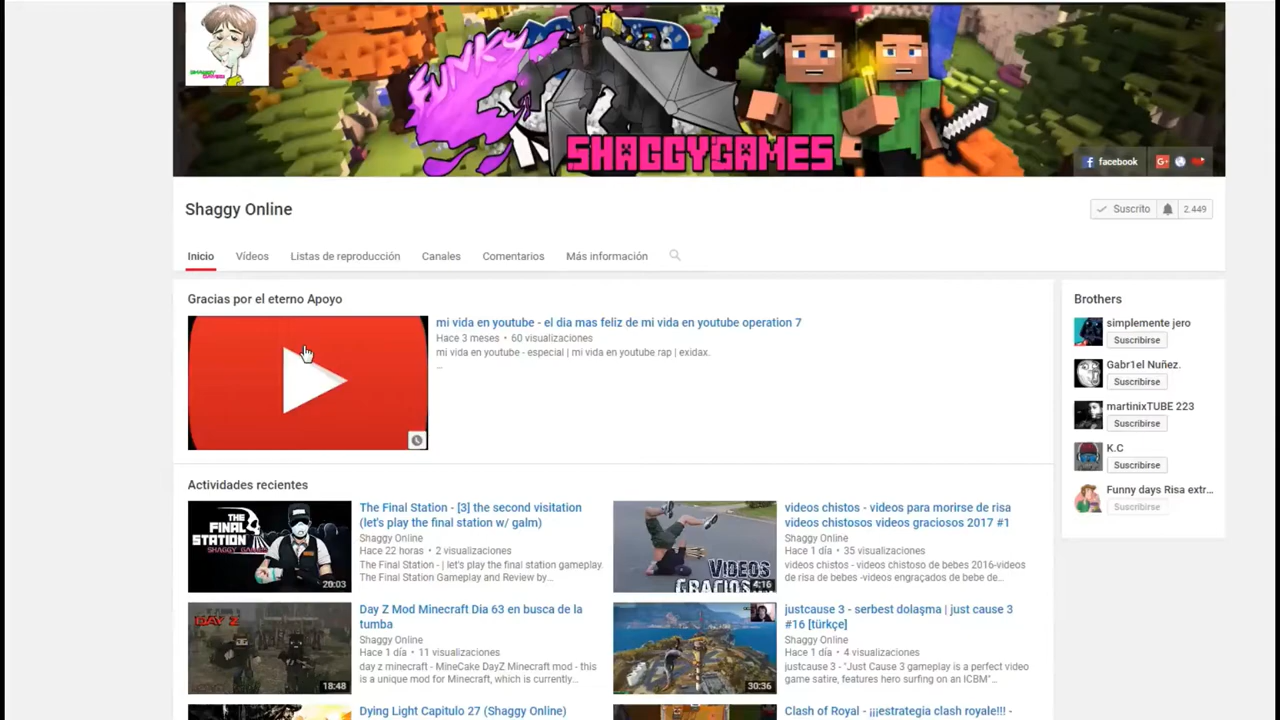 SHAGGYGAMES
facebook
Shaggy Online
Suscrito
2.449
Inicio
Vídeos
Listas de reproducción
Canales
Comentarios
Más información
Gracias por el eterno Apoyo
mi vida en youtube - el dia mas feliz de mi vida en youtube operation 7
Hace 3 meses • 60 visualizaciones
mi vida en youtube - especial | mi vida en youtube rap | exidax.
...
Brothers
simplemente jero
Suscribirse
Gabr1el Nuñez.
Suscribirse
martinixTUBE 223
Suscribirse
K.C
Suscribirse
Funny days Risa extr...
Suscribirse
Actividades recientes
THE FINAL STATION
SHAGGY GAMES
20:03
The Final Station - [3] the second visitation
(let's play the final station w/ galm)
Shaggy Online
Hace 22 horas • 2 visualizaciones
The Final Station - | let's play the final station gameplay.
The Final Station Gameplay and Review by...
VIDEOS
GRACIOSOS
4:16
videos chistos - videos para morirse de risa
videos chistosos videos graciosos 2017 #1
Shaggy Online
Hace 1 día • 35 visualizaciones
videos chistos - videos chistosos de bebes 2016-videos
de risa de bebes -videos engraçados de bebe de...
DAY Z
18:48
Day Z Mod Minecraft Dia 63 en busca de la
tumba
Shaggy Online
Hace 1 día • 11 visualizaciones
day z minecraft - MineCake DayZ Minecraft mod - this
is a unique mod for Minecraft, which is currently...
30:36
justcause 3 - serbest dolaşma | just cause 3
#16 [türkçe]
Shaggy Online
Hace 1 día • 4 visualizaciones
justcause 3 - "Just Cause 3 gameplay is a perfect video
game satire, features hero surfing on an ICBM"...
Dying Light Capitulo 27 (Shaggy Online)
Clash of Royal - ¡¡¡estrategia clash royale!!! -